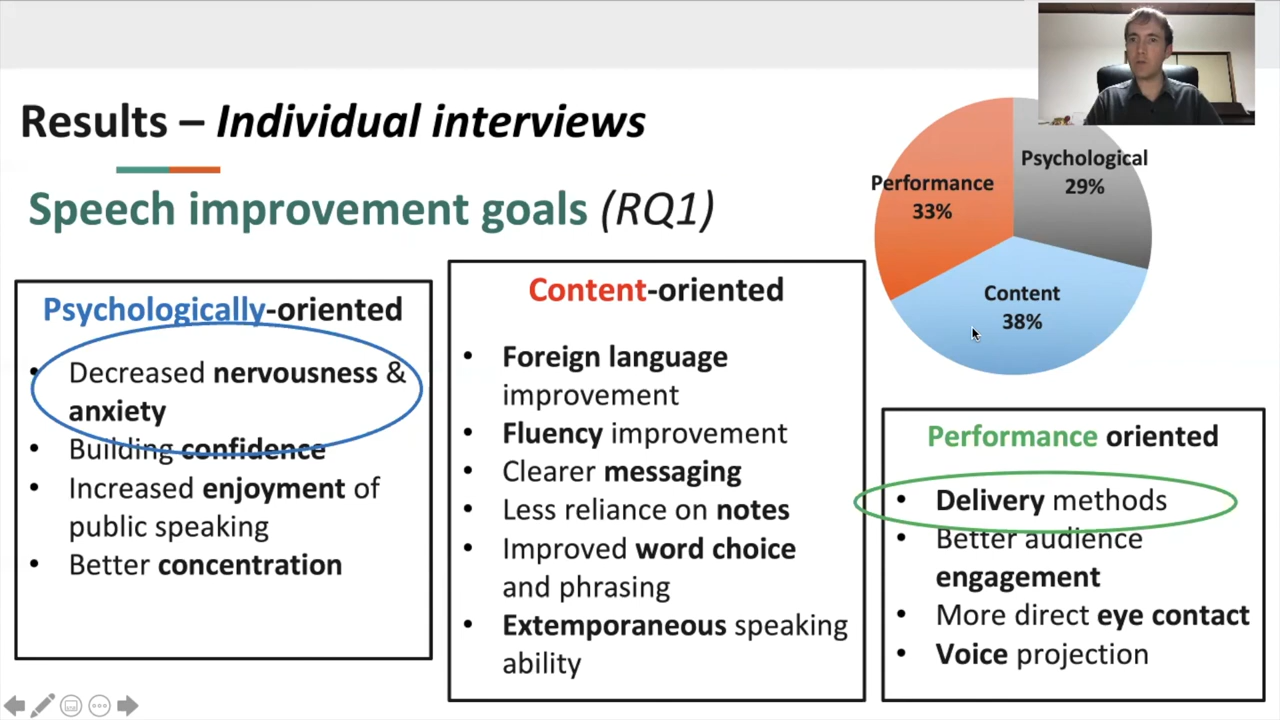 Results – Individual interviews
Speech improvement goals (RQ1)
Psychological
29%
Performance
33%
Content
38%
Psychologically-oriented
• Decreased nervousness &
anxiety
• Building confidence
• Increased enjoyment of
public speaking
• Better concentration
Content-oriented
• Foreign language
improvement
• Fluency improvement
• Clearer messaging
• Less reliance on notes
• Improved word choice
and phrasing
• Extemporaneous speaking
ability
Performance oriented
• Delivery methods
• Better audience
engagement
• More direct eye contact
• Voice projection